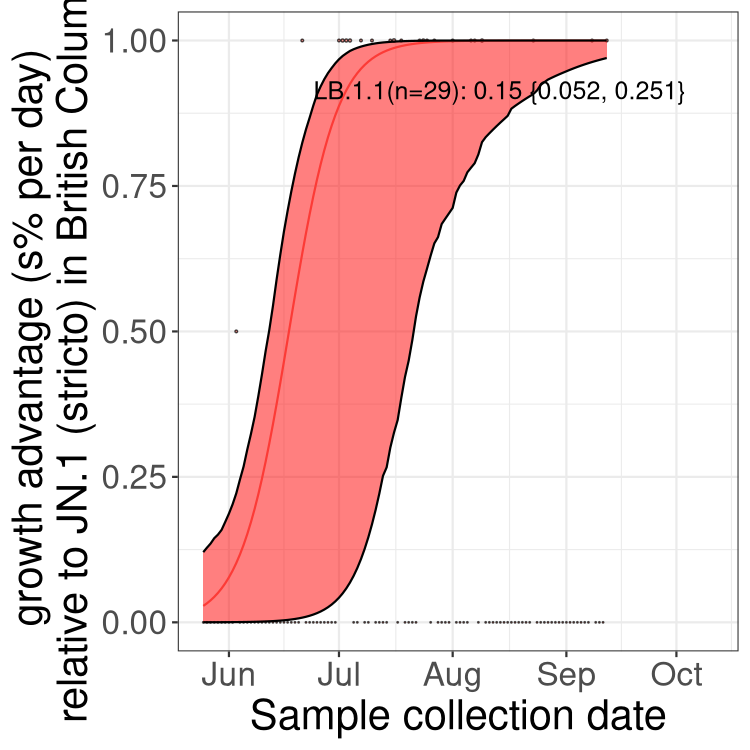 growth advantage (s% per day)
relative to JN.1 (stricto) in British Colum
1.00
0.75
0.50
0.25
0.00
LB.1.1(n=29): 0.15 {0.052, 0.251}
Jun Jul Aug Sep Oct
Sample collection date